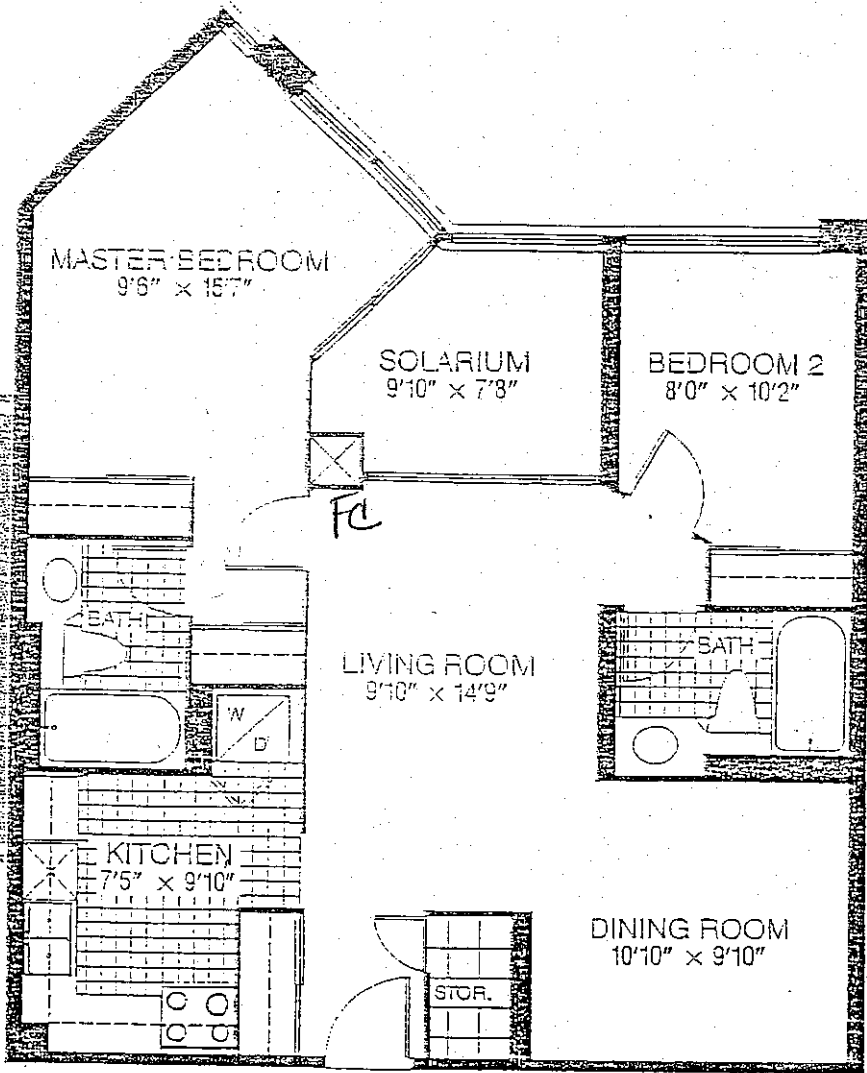 MASTER BEDROOM
9'6" × 15'7"
SOLARIUM
9'10" × 7'8"
BEDROOM 2
8'0" × 10'2"
FC
BATH
LIVING ROOM
9'10" × 14'9"
BATH
W
D
KITCHEN
7'5" × 9'10"
DINING ROOM
10'10" × 9'10"
STOR.